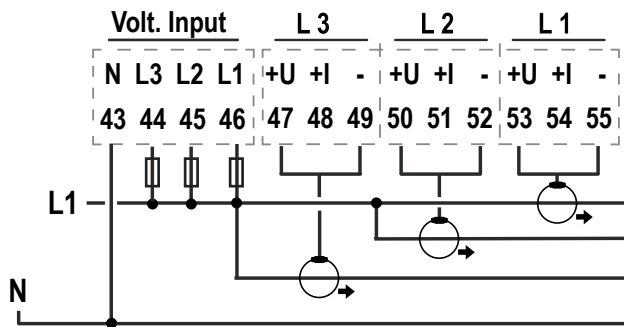 Volt. Input L 3 L 2 L 1
N L3 L2 L1 +U +I - +U +I - +U +I -
43 44 45 46 47 48 49 50 51 52 53 54 55
L1
N